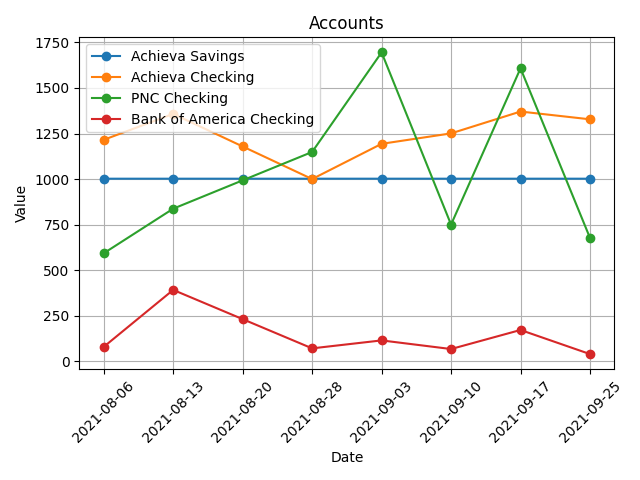 Accounts
1750
1500
1250
1000
750
500
250
0
Value
Achieva Savings
Achieva Checking
PNC Checking
Bank of America Checking
2021-08-06
2021-08-13
2021-08-20
2021-08-28
2021-09-03
2021-09-10
2021-09-17
2021-09-25
Date